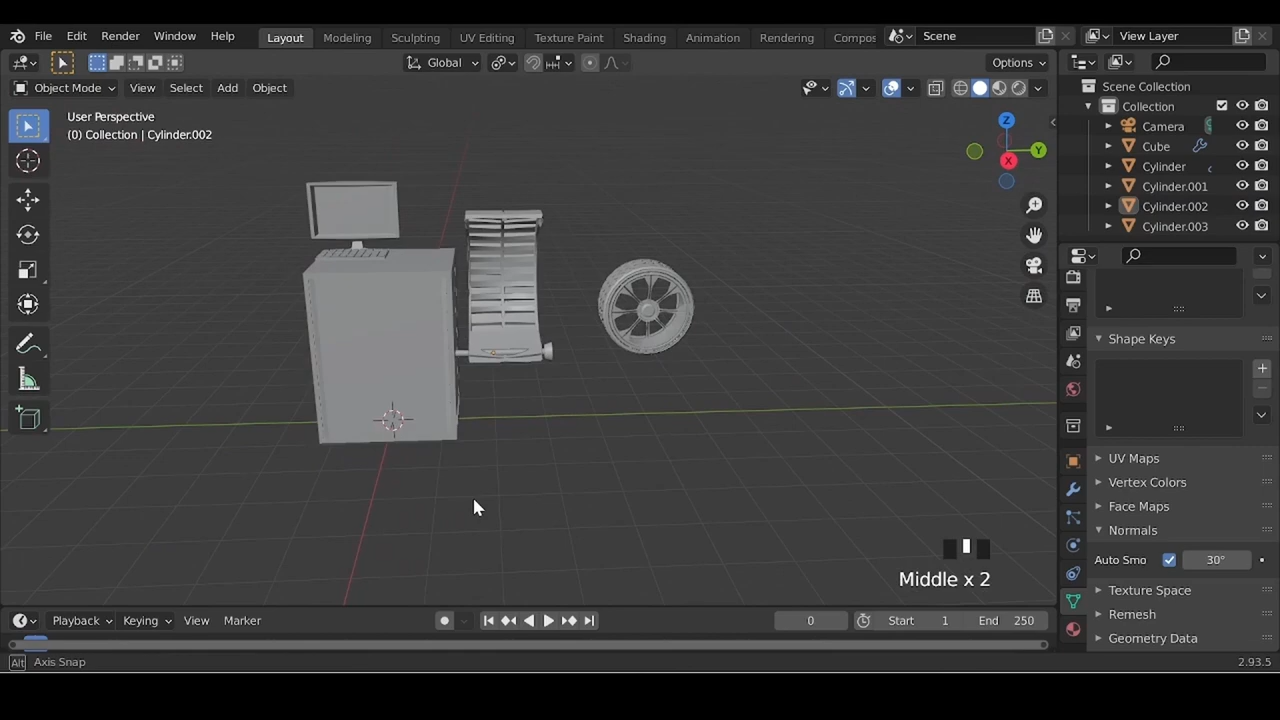 File Edit Render Window Help Layout Modeling Sculpting UV Editing Texture Paint Shading Animation Rendering Compos Scene View Layer
Global Options
Object Mode View Select Add Object
User Perspective
(0) Collection | Cylinder.002
Z
Y
X
Scene Collection
Collection
Camera
Cube
Cylinder
Cylinder.001
Cylinder.002
Cylinder.003
Shape Keys
UV Maps
Vertex Colors
Face Maps
Normals
Auto Smo 30°
Texture Space
Remesh
Geometry Data
Middle x 2
Playback Keying View Marker 0 Start 1 End 250
Alt Axis Snap 2.93.5